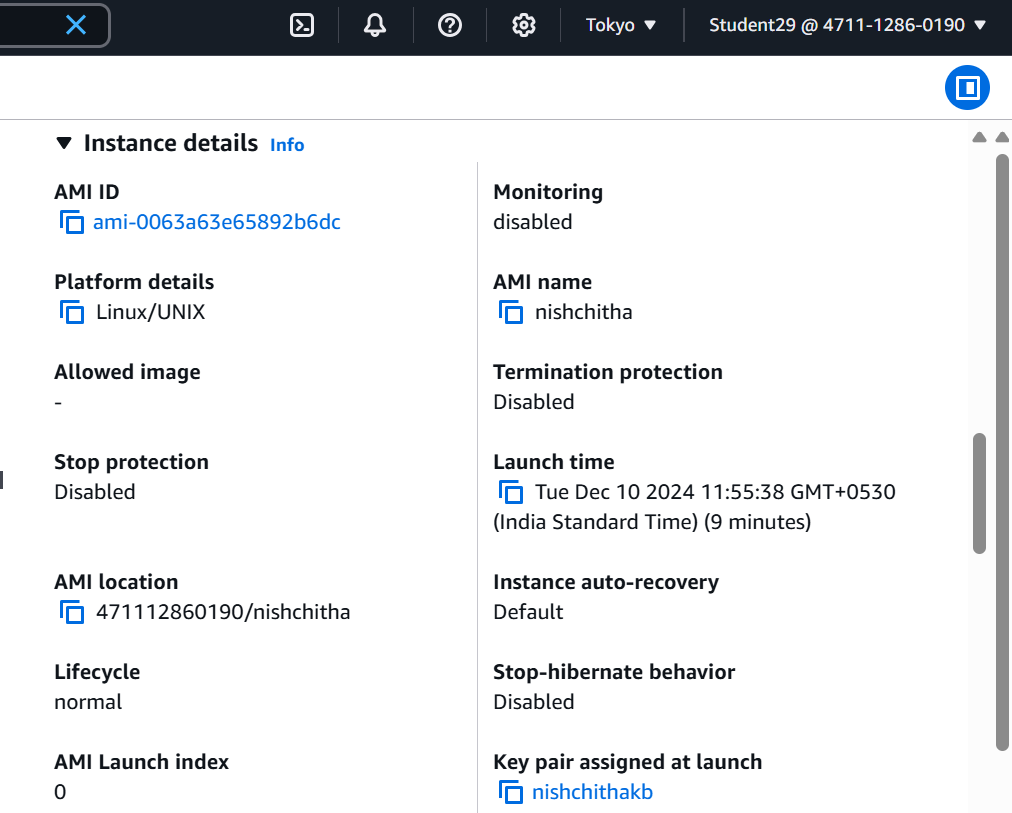 Tokyo
Student29 @ 4711-1286-0190
Instance details Info
AMI ID
ami-0063a63e65892b6dc
Monitoring
disabled
Platform details
Linux/UNIX
AMI name
nishchitha
Allowed image
-
Termination protection
Disabled
Stop protection
Disabled
Launch time
Tue Dec 10 2024 11:55:38 GMT+0530
(India Standard Time) (9 minutes)
AMI location
471112860190/nishchitha
Instance auto-recovery
Default
Lifecycle
normal
Stop-hibernate behavior
Disabled
AMI Launch index
0
Key pair assigned at launch
nishchithakb